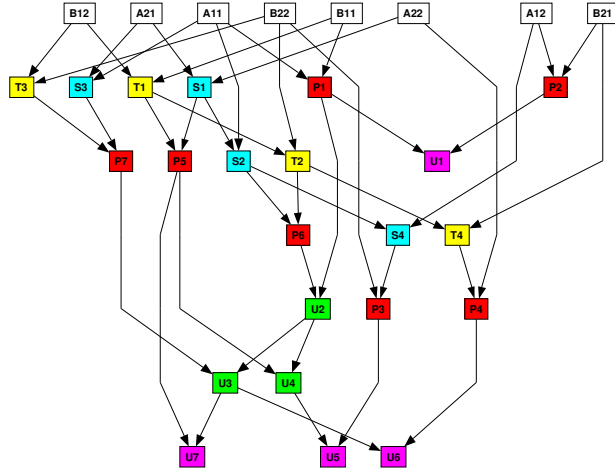 B12 A21 A11 B22 B11 A22 A12 B21
T3 S3 T1 S1 P1 P2
P7 P5 S2 T2 U1
P6 S4 T4
U2 P3 P4
U3 U4
U7 U5 U6